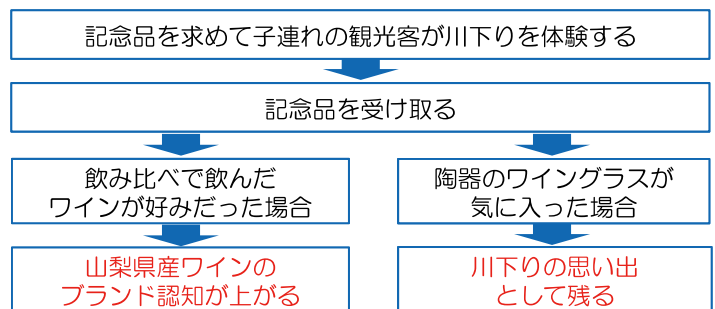 記念品を求めて子連れの観光客が川下りを体験する
記念品を受け取る
飲み比べで飲んだ
ワインが好みだった場合
陶器のワイングラスが
気に入った場合
山梨県産ワインの
ブランド認知が上がる
川下りの思い出
として残る